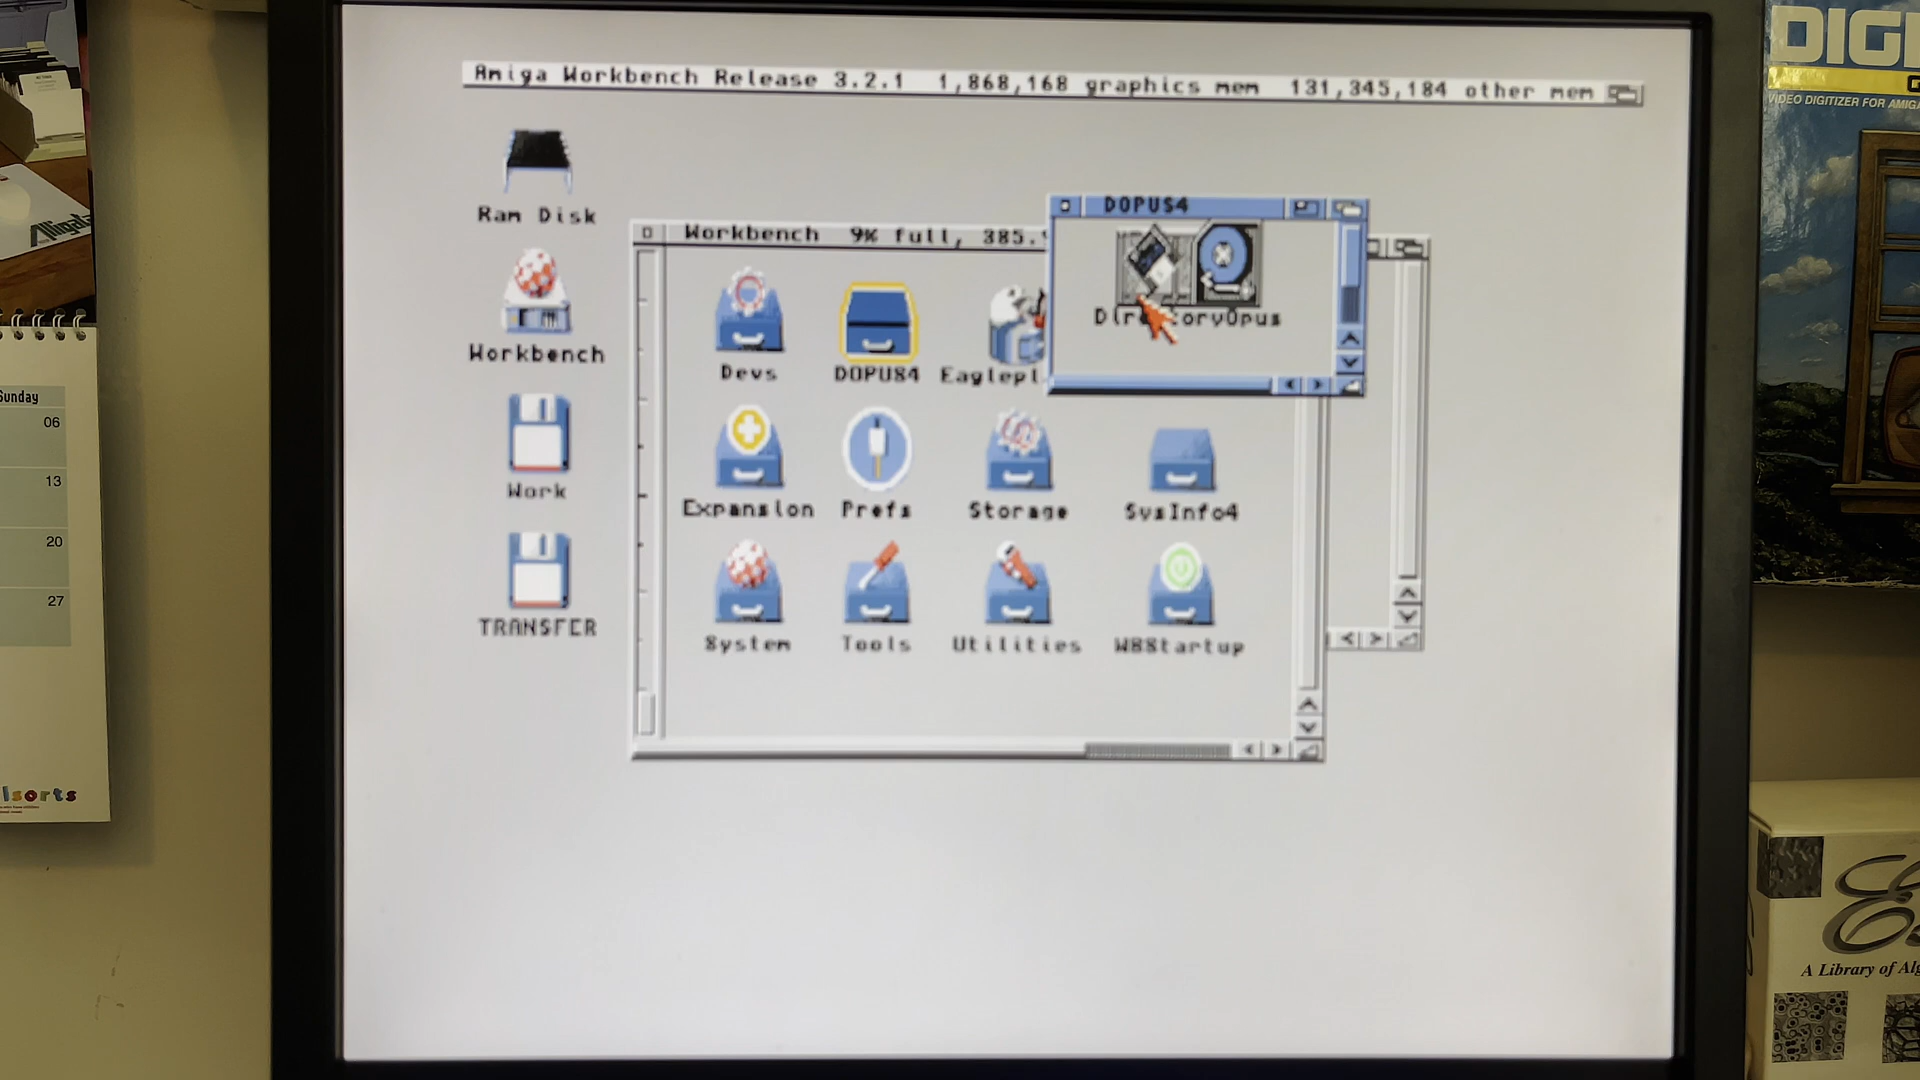 Amiga Workbench Release 3.2.1 1,868,168 graphics mem 131,345,184 other mem
Ram Disk
Workbench
Work
TRANSFER
Workbench 9% full, 385.
DOPUS4
DirectoryOpus
Devs
DOPUS4
Eaglepl
Expansion
Prefs
Storage
SysInfo4
System
Tools
Utilities
WBStartup
Sunday
06
13
20
27
lsorts
DIGI
VIDEO DIGITIZER FOR AMIGA
A Library of Alg